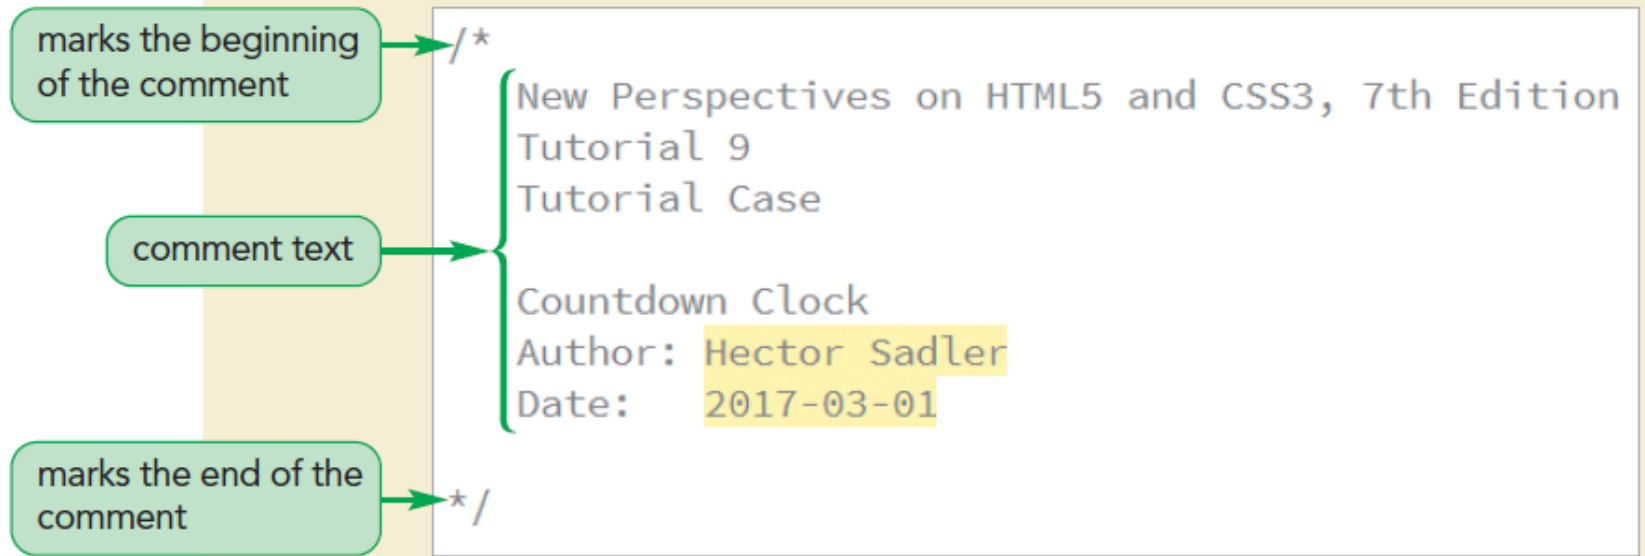 marks the beginning
of the comment
/*
New Perspectives on HTML5 and CSS3, 7th Edition
Tutorial 9
Tutorial Case
comment text
Countdown Clock
Author: Hector Sadler
Date:   2017-03-01
marks the end of the
comment
*/